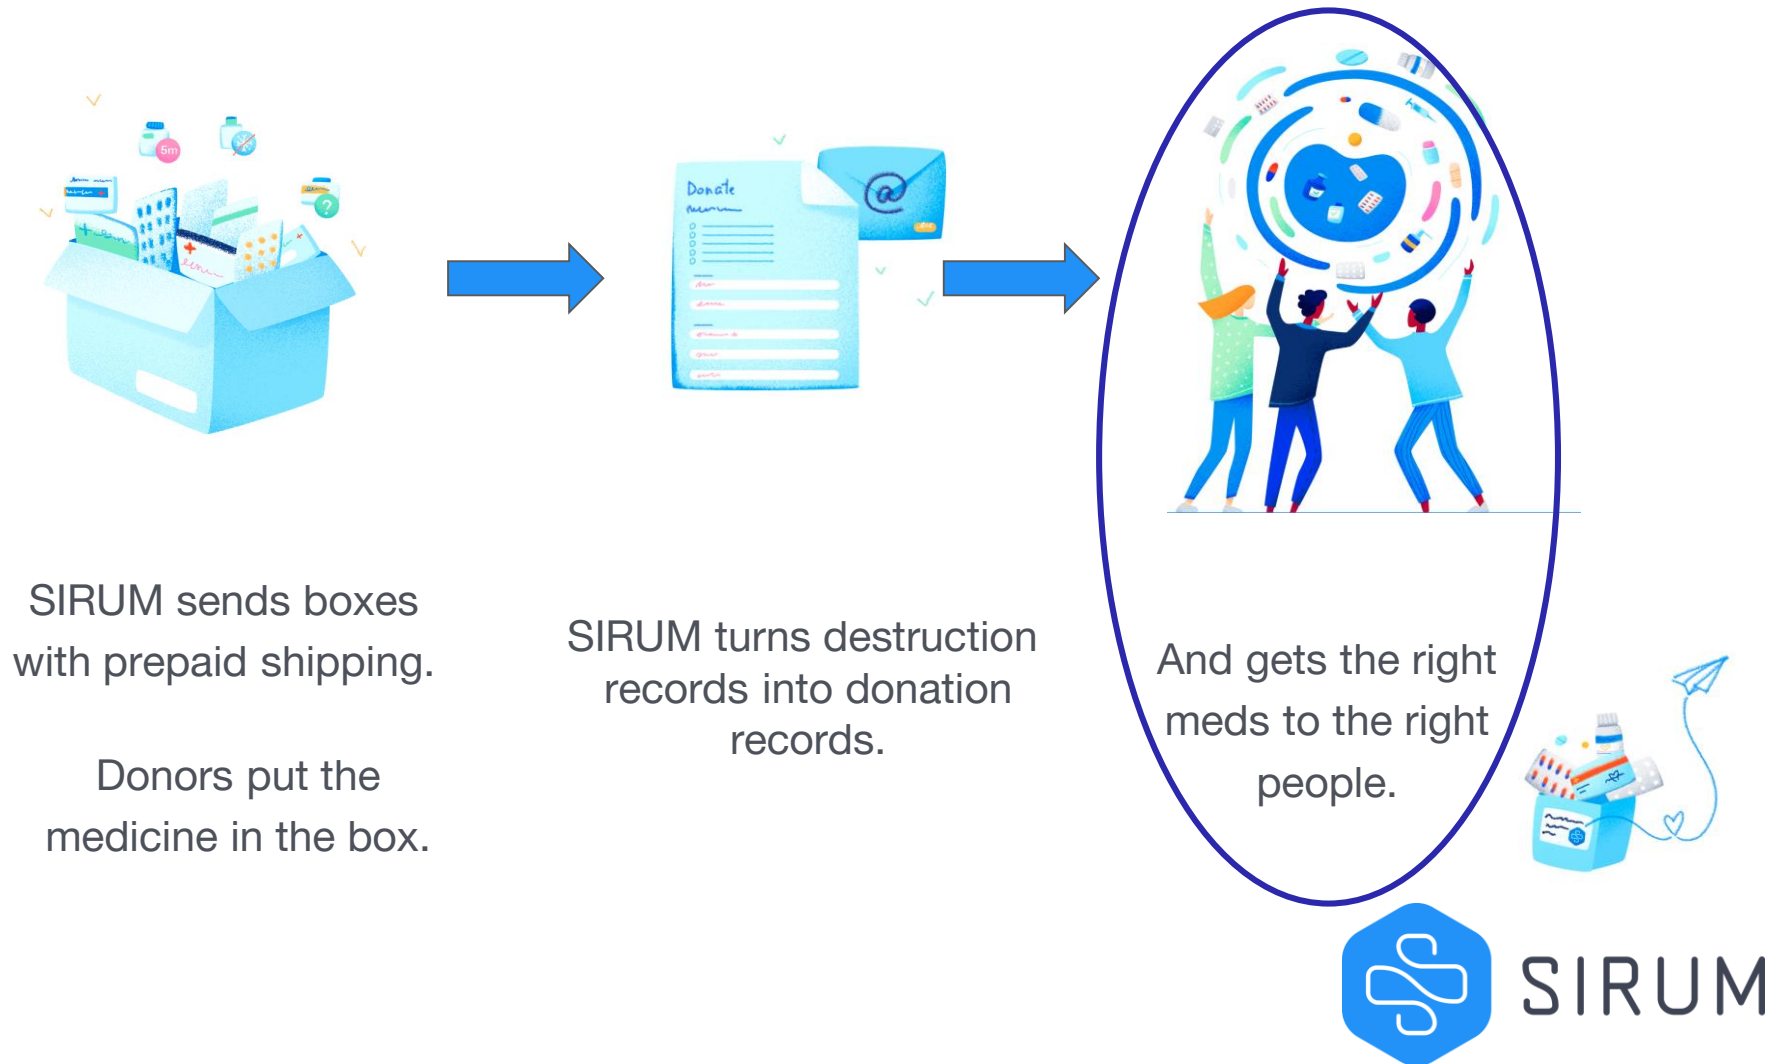 5m
?
Donate
@
SIRUM sends boxes
with prepaid shipping.
Donors put the
medicine in the box.
SIRUM turns destruction
records into donation
records.
And gets the right
meds to the right
people.
SIRUM